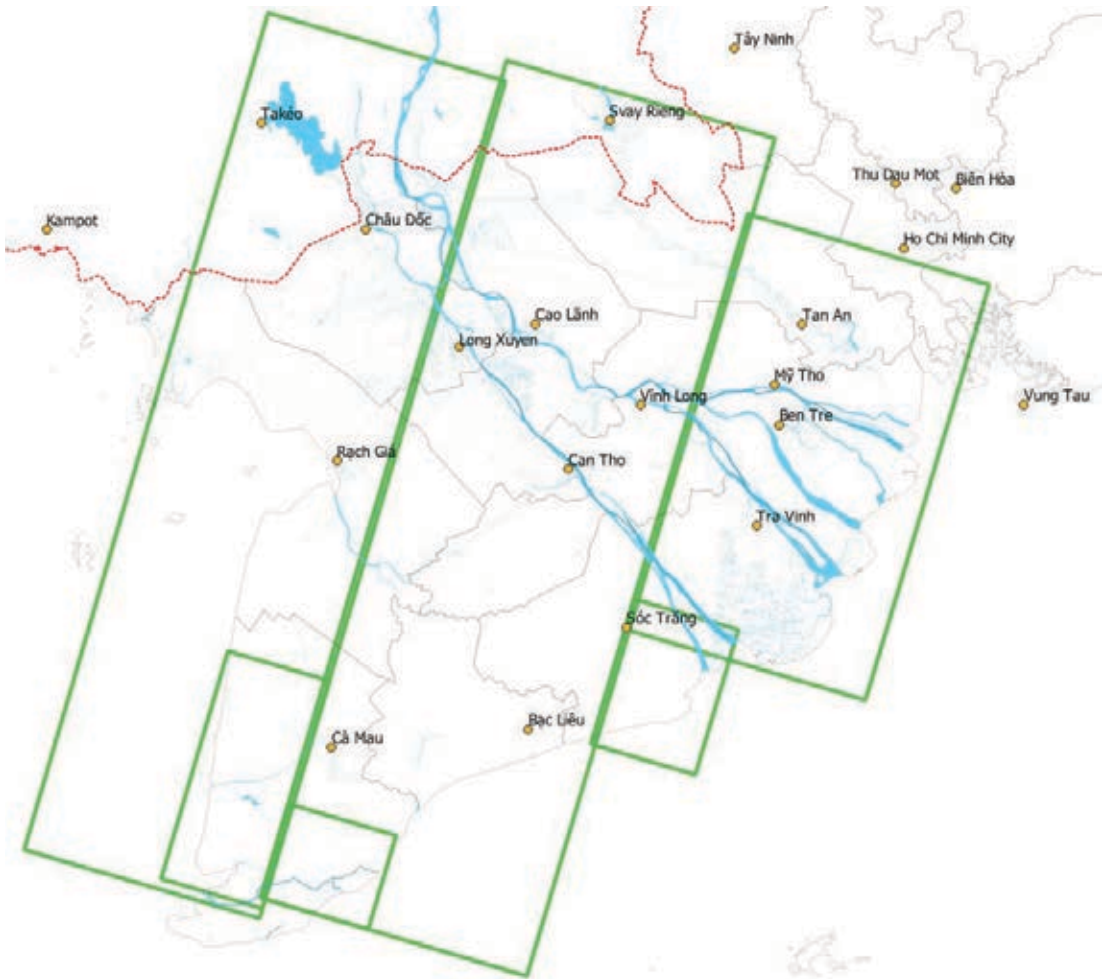 Tây Ninh
Takéo
Svay Rieng
Thu Dau Mot
Biên Hòa
Kampot
Châu Đốc
Ho Chi Minh City
Cao Lãnh
Tan An
Long Xuyen
Mỹ Tho
Vĩnh Long
Vung Tau
Ben Tre
Rạch Giá
Can Tho
Tra Vinh
Sóc Trăng
Bạc Liêu
Cà Mau